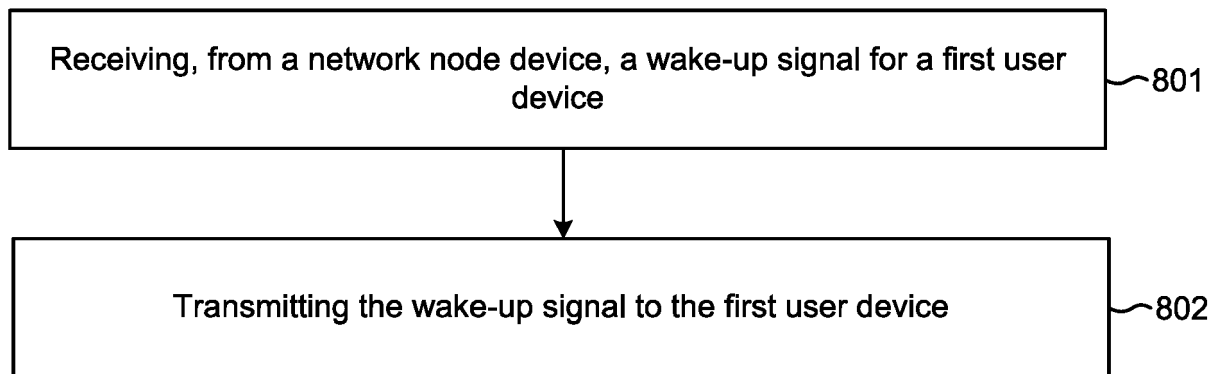 Receiving, from a network node device, a wake-up signal for a first user
device
801
Transmitting the wake-up signal to the first user device
802